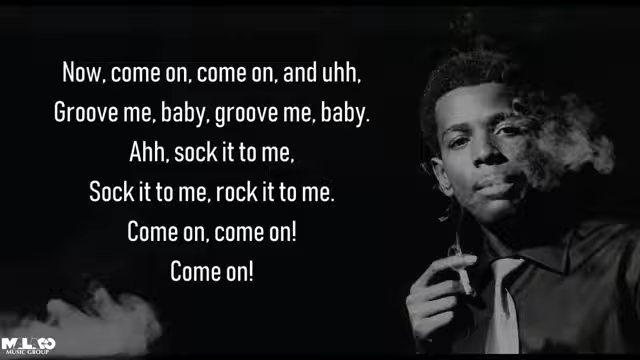 Now, come on, come on, and uhh,
Groove me, baby, groove me, baby.
Ahh, sock it to me,
Sock it to me, rock it to me.
Come on, come on!
Come on!
MALACO
MUSIC GROUP